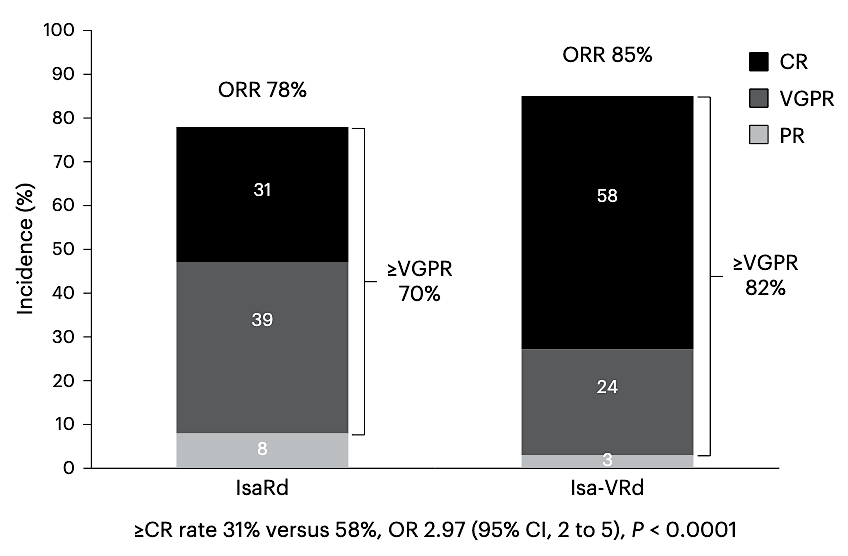 100
90
80
70
60
50
40
30
20
10
0
Incidence (%)
ORR 78%
31
39
8
≥VGPR
70%
IsaRd
ORR 85%
58
24
3
≥VGPR
82%
Isa-VRd
CR
VGPR
PR
≥CR rate 31% versus 58%, OR 2.97 (95% CI, 2 to 5), P < 0.0001